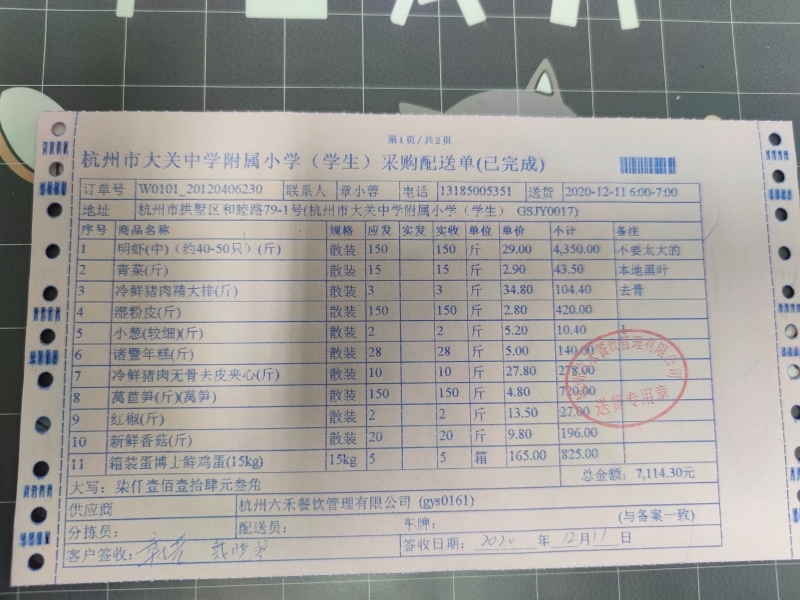 第1页/共2页
杭州市大关中学附属小学（学生）采购配送单(已完成)
订单号 W0101_20120406230 联系人 章小蓉 电话 13185005351 送货 2020-12-11 6:00-7:00
地址 杭州市拱墅区和睦路79-1号(杭州市大关中学附属小学（学生） GSJY0017)
序号 商品名称 规格 应发 实发 实收 单位 单价 小计 备注
1 明虾(中)（约40-50只）(斤) 散装 150 150 斤 29.00 4,350.00 不要太大的
2 青菜(斤) 散装 15 15 斤 2.90 43.50 本地黑叶
3 冷鲜猪肉精大排(斤) 散装 3 3 斤 34.80 104.40 去骨
4 湿粉皮(斤) 散装 150 150 斤 2.80 420.00
5 小葱(较细)(斤) 散装 2 2 斤 5.20 10.40 1
6 诸暨年糕(斤) 散装 28 28 斤 5.00 140.00
7 冷鲜猪肉无骨去皮夹心(斤) 散装 10 10 斤 27.80 278.00
8 莴苣笋(斤)(莴笋) 散装 150 150 斤 4.80 720.00
9 红椒(斤) 散装 2 2 斤 13.50 27.00
10 新鲜香菇(斤) 散装 20 20 斤 9.80 196.00
11 箱装蛋博士鲜鸡蛋(15kg) 15kg 5 5 箱 165.00 825.00
大写：柒仟壹佰壹拾肆元叁角 总金额：7,114.30元
供应商 杭州六禾餐饮管理有限公司 (gys0161)
分拣员： 配送员： 车牌： (与备案一致)
客户签收： 签收日期： 2020 年 12月 11 日
餐饮管理有限公司
送货专用章